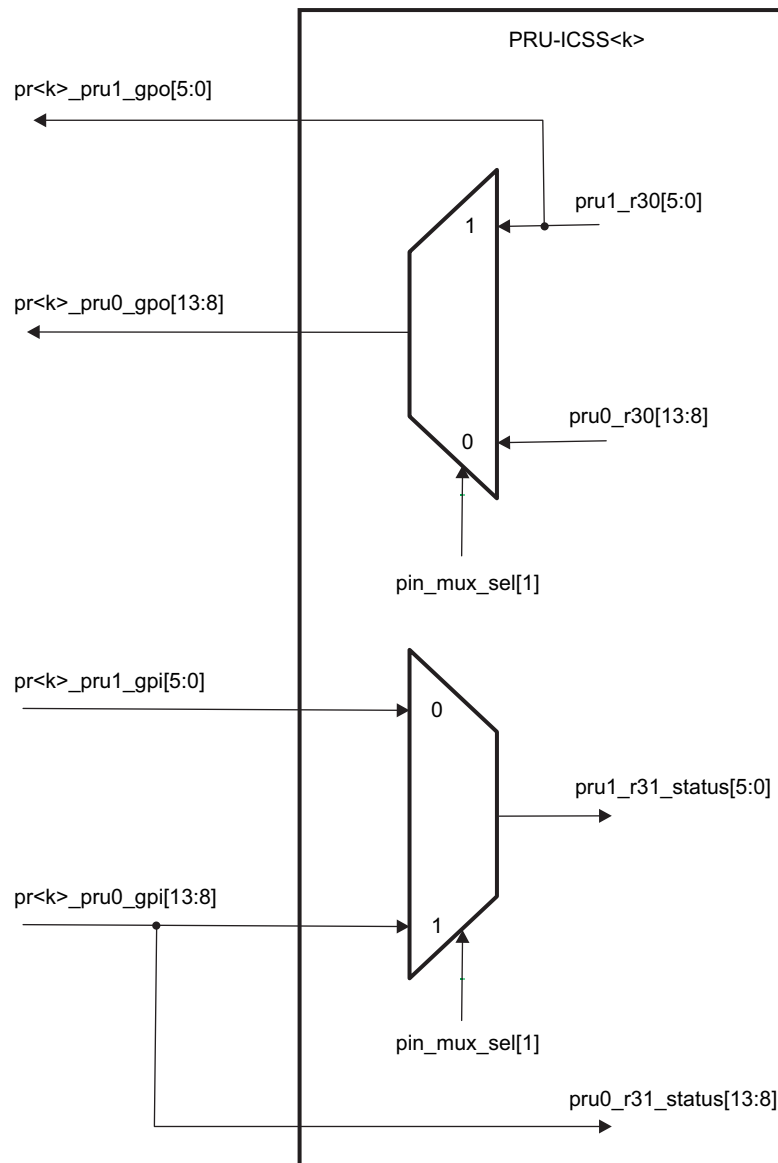 PRU-ICSS<k>
pr<k>_pru1_gpo[5:0]
pru1_r30[5:0]
1
pr<k>_pru0_gpo[13:8]
pru0_r30[13:8]
0
pin_mux_sel[1]
pr<k>_pru1_gpi[5:0]
0
pru1_r31_status[5:0]
pr<k>_pru0_gpi[13:8]
1
pin_mux_sel[1]
pru0_r31_status[13:8]